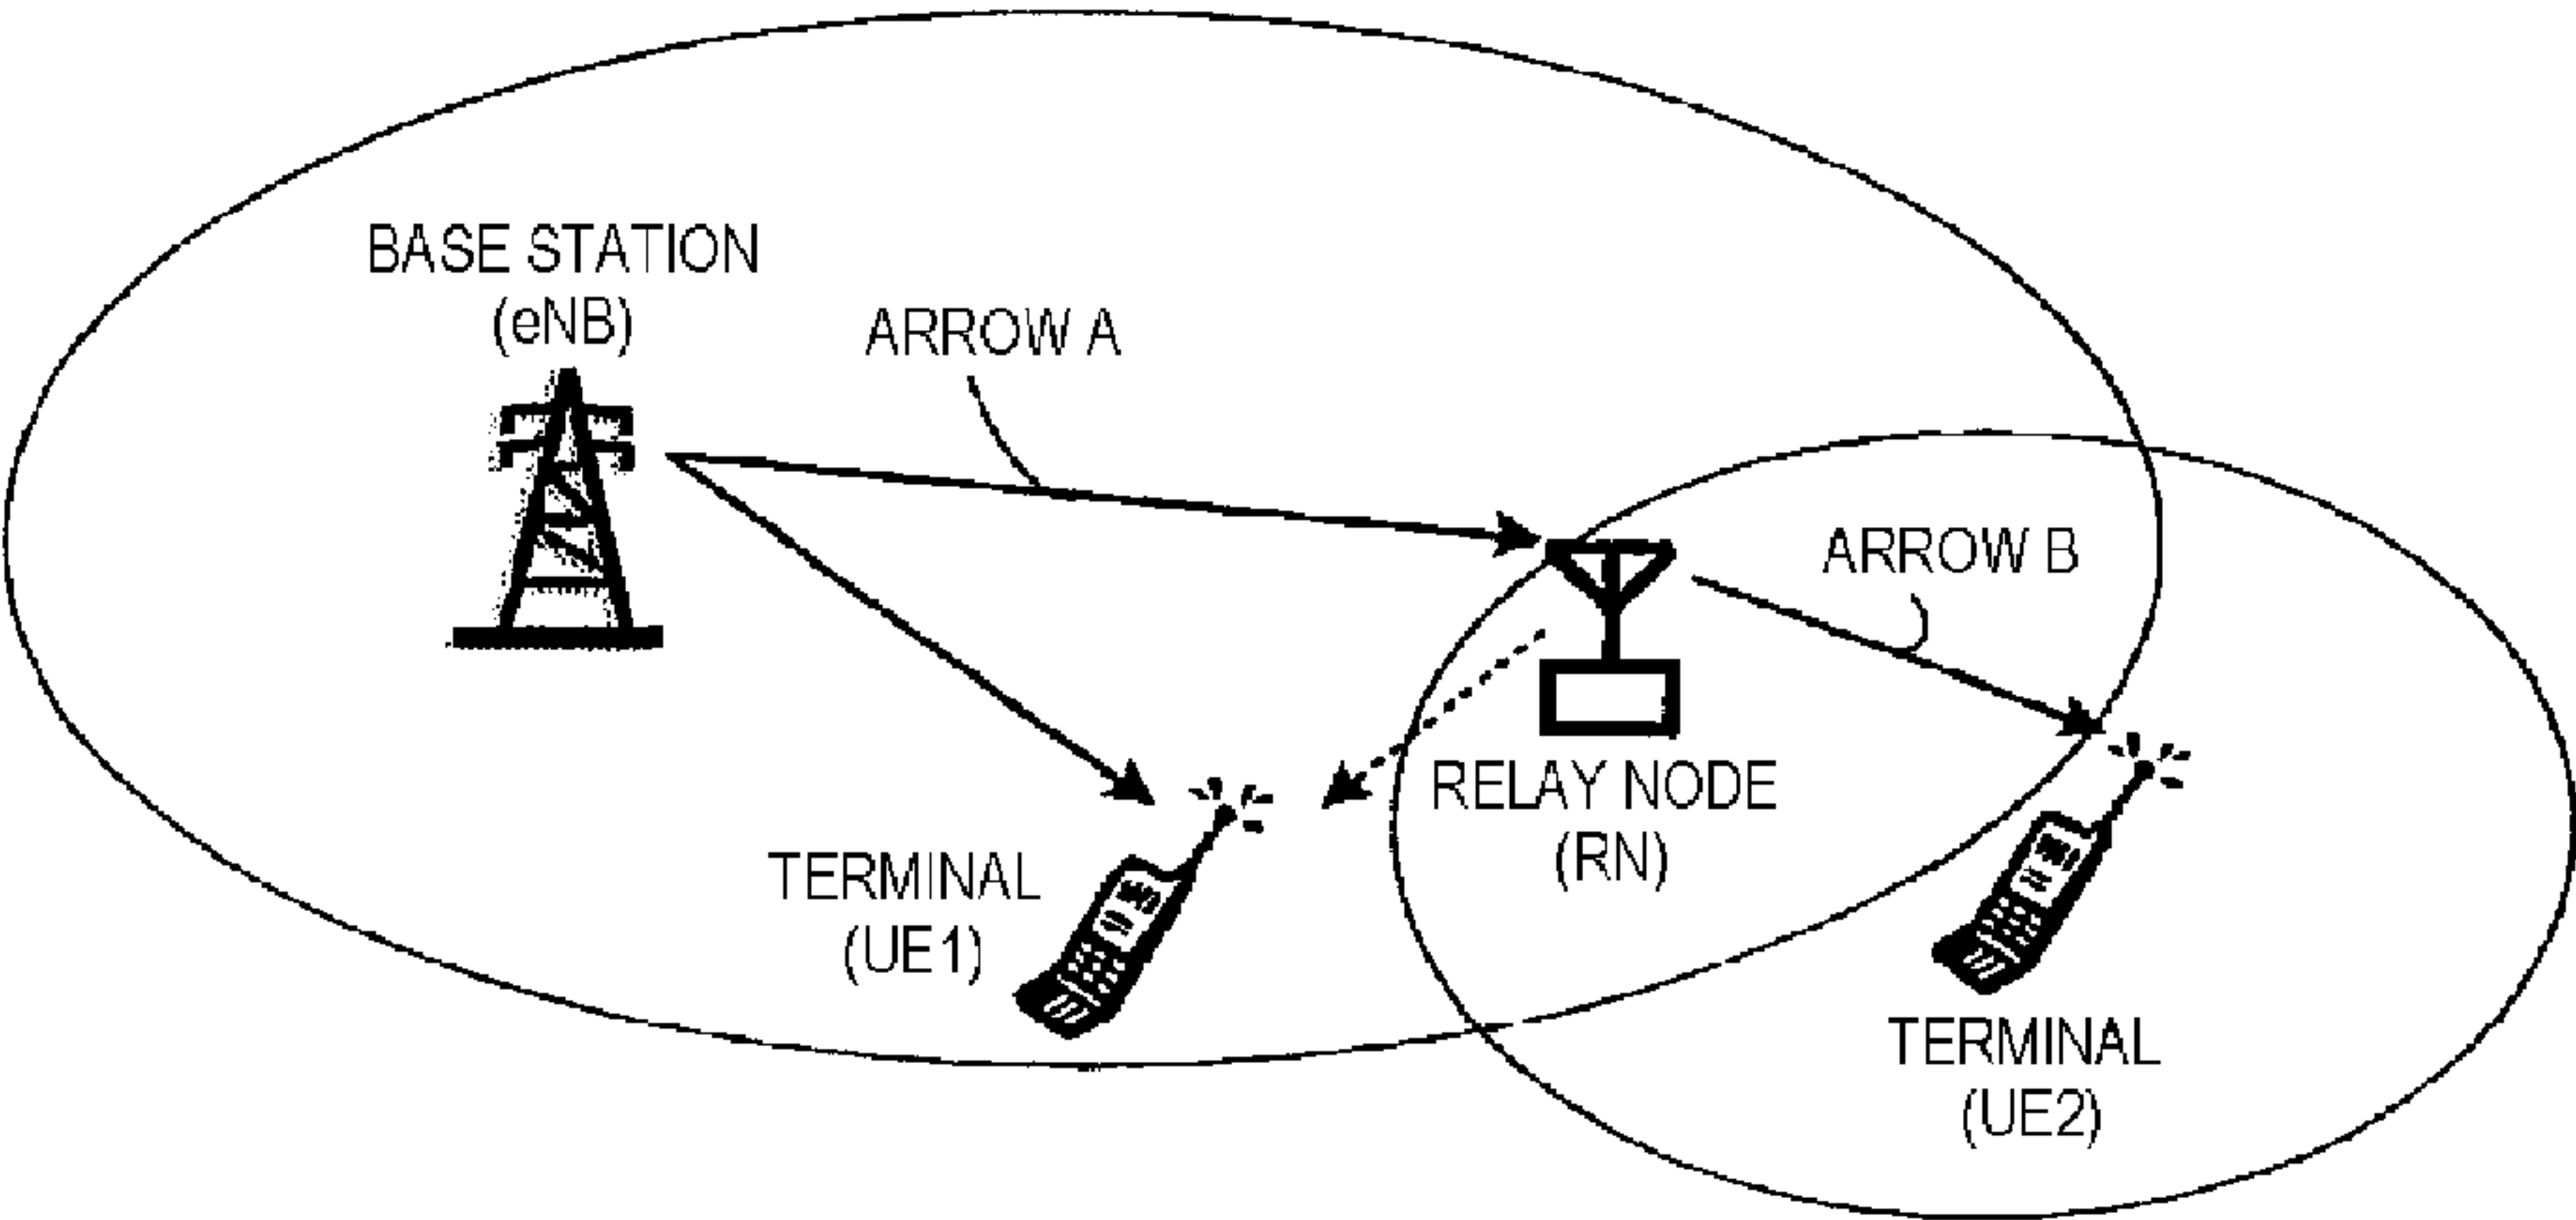 BASE STATION
(eNB)
ARROW A
ARROW B
RELAY NODE
(RN)
TERMINAL
(UE1)
TERMINAL
(UE2)